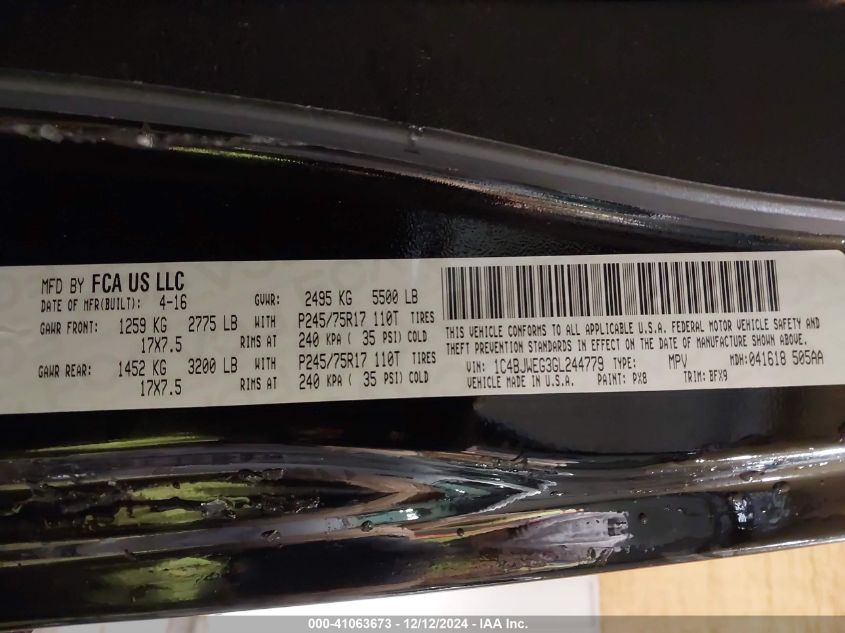 MFD BY FCA US LLC
DATE OF MFR(BUILT): 4-16
GVWR: 2495 KG 5500 LB
GAWR FRONT: 1259 KG 2775 LB WITH P245/75R17 110T TIRES
17X7.5 RIMS AT 240 KPA ( 35 PSI) COLD
GAWR REAR: 1452 KG 3200 LB WITH P245/75R17 110T TIRES
17X7.5 RIMS AT 240 KPA ( 35 PSI) COLD
THIS VEHICLE CONFORMS TO ALL APPLICABLE U.S.A. FEDERAL MOTOR VEHICLE SAFETY AND
THEFT PREVENTION STANDARDS IN EFFECT ON THE DATE OF MANUFACTURE SHOWN ABOVE.
VIN: 1C4BJWEG3GL244779 TYPE: MPV MDH: 041618 505AA
VEHICLE MADE IN U.S.A. PAINT: PX8 TRIM: BFX9
000-41063673 - 12/12/2024 - IAA Inc.